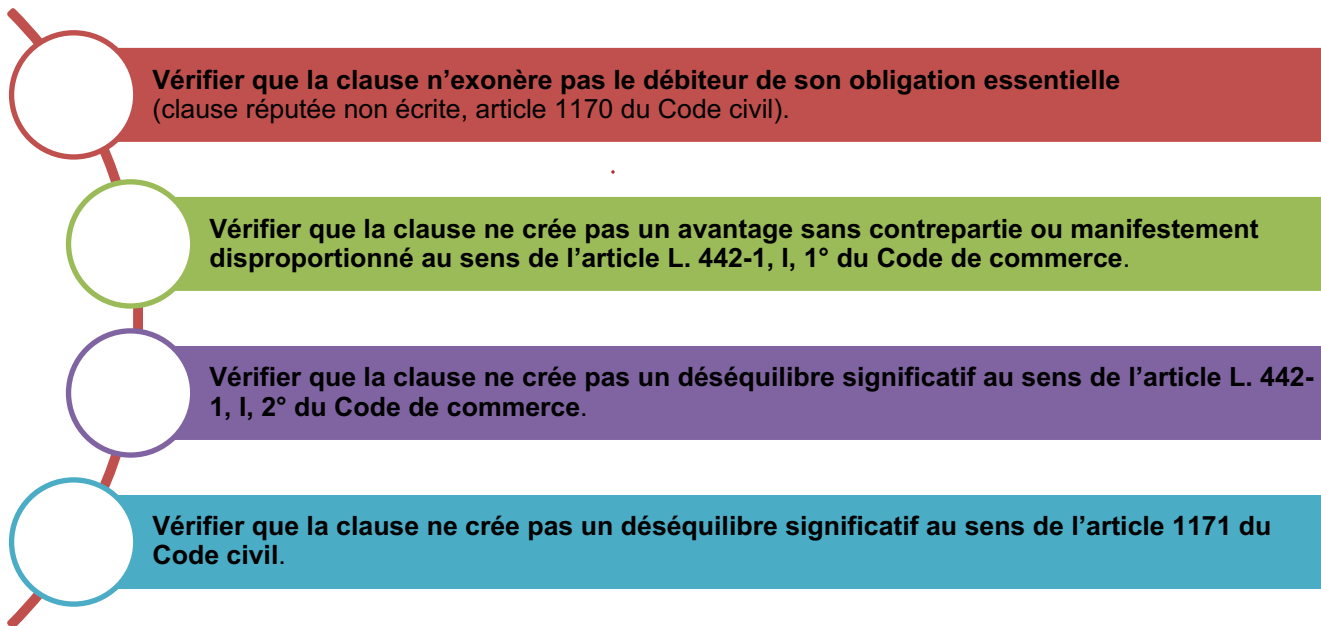 Vérifier que la clause n’exonère pas le débiteur de son obligation essentielle
(clause réputée non écrite, article 1170 du Code civil).
Vérifier que la clause ne crée pas un avantage sans contrepartie ou manifestement
disproportionné au sens de l’article L. 442-1, I, 1° du Code de commerce.
Vérifier que la clause ne crée pas un déséquilibre significatif au sens de l’article L. 442-
1, I, 2° du Code de commerce.
Vérifier que la clause ne crée pas un déséquilibre significatif au sens de l’article 1171 du
Code civil.